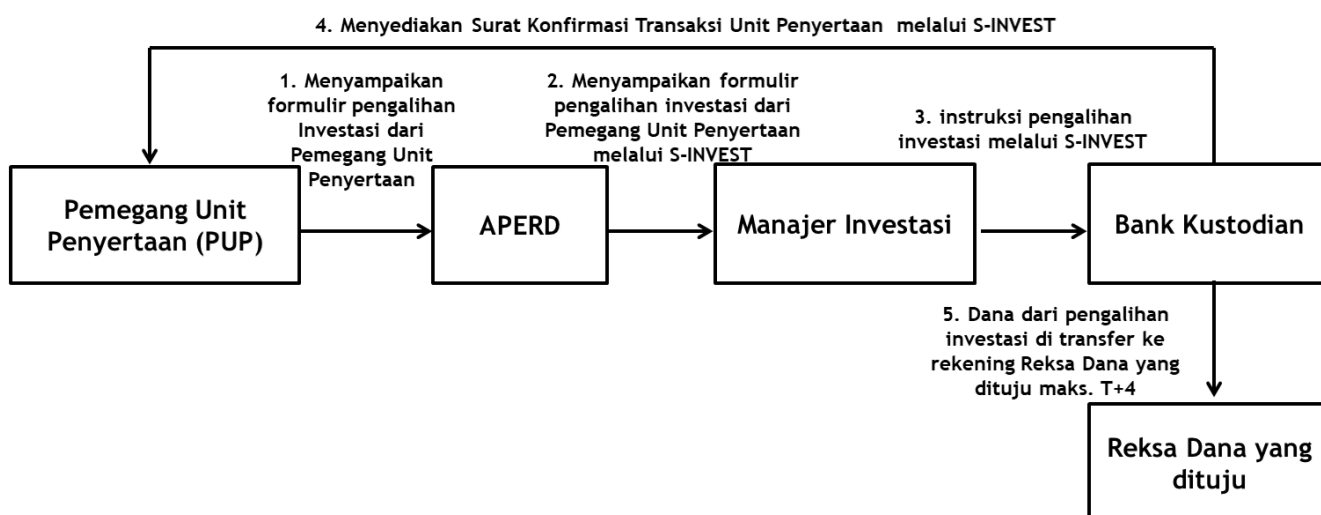 4. Menyediakan Surat Konfirmasi Transaksi Unit Penyertaan melalui S-INVEST
1. Menyampaikan
formulir pengalihan
Investasi dari
Pemegang Unit
Penyertaan
2. Menyampaikan formulir
pengalihan investasi dari
Pemegang Unit Penyertaan
melalui S-INVEST
3. instruksi pengalihan
investasi melalui S-INVEST
Pemegang Unit
Penyertaan (PUP)
APERD
Manajer Investasi
Bank Kustodian
5. Dana dari pengalihan
investasi di transfer ke
rekening Reksa Dana yang
dituju maks. T+4
Reksa Dana yang
dituju